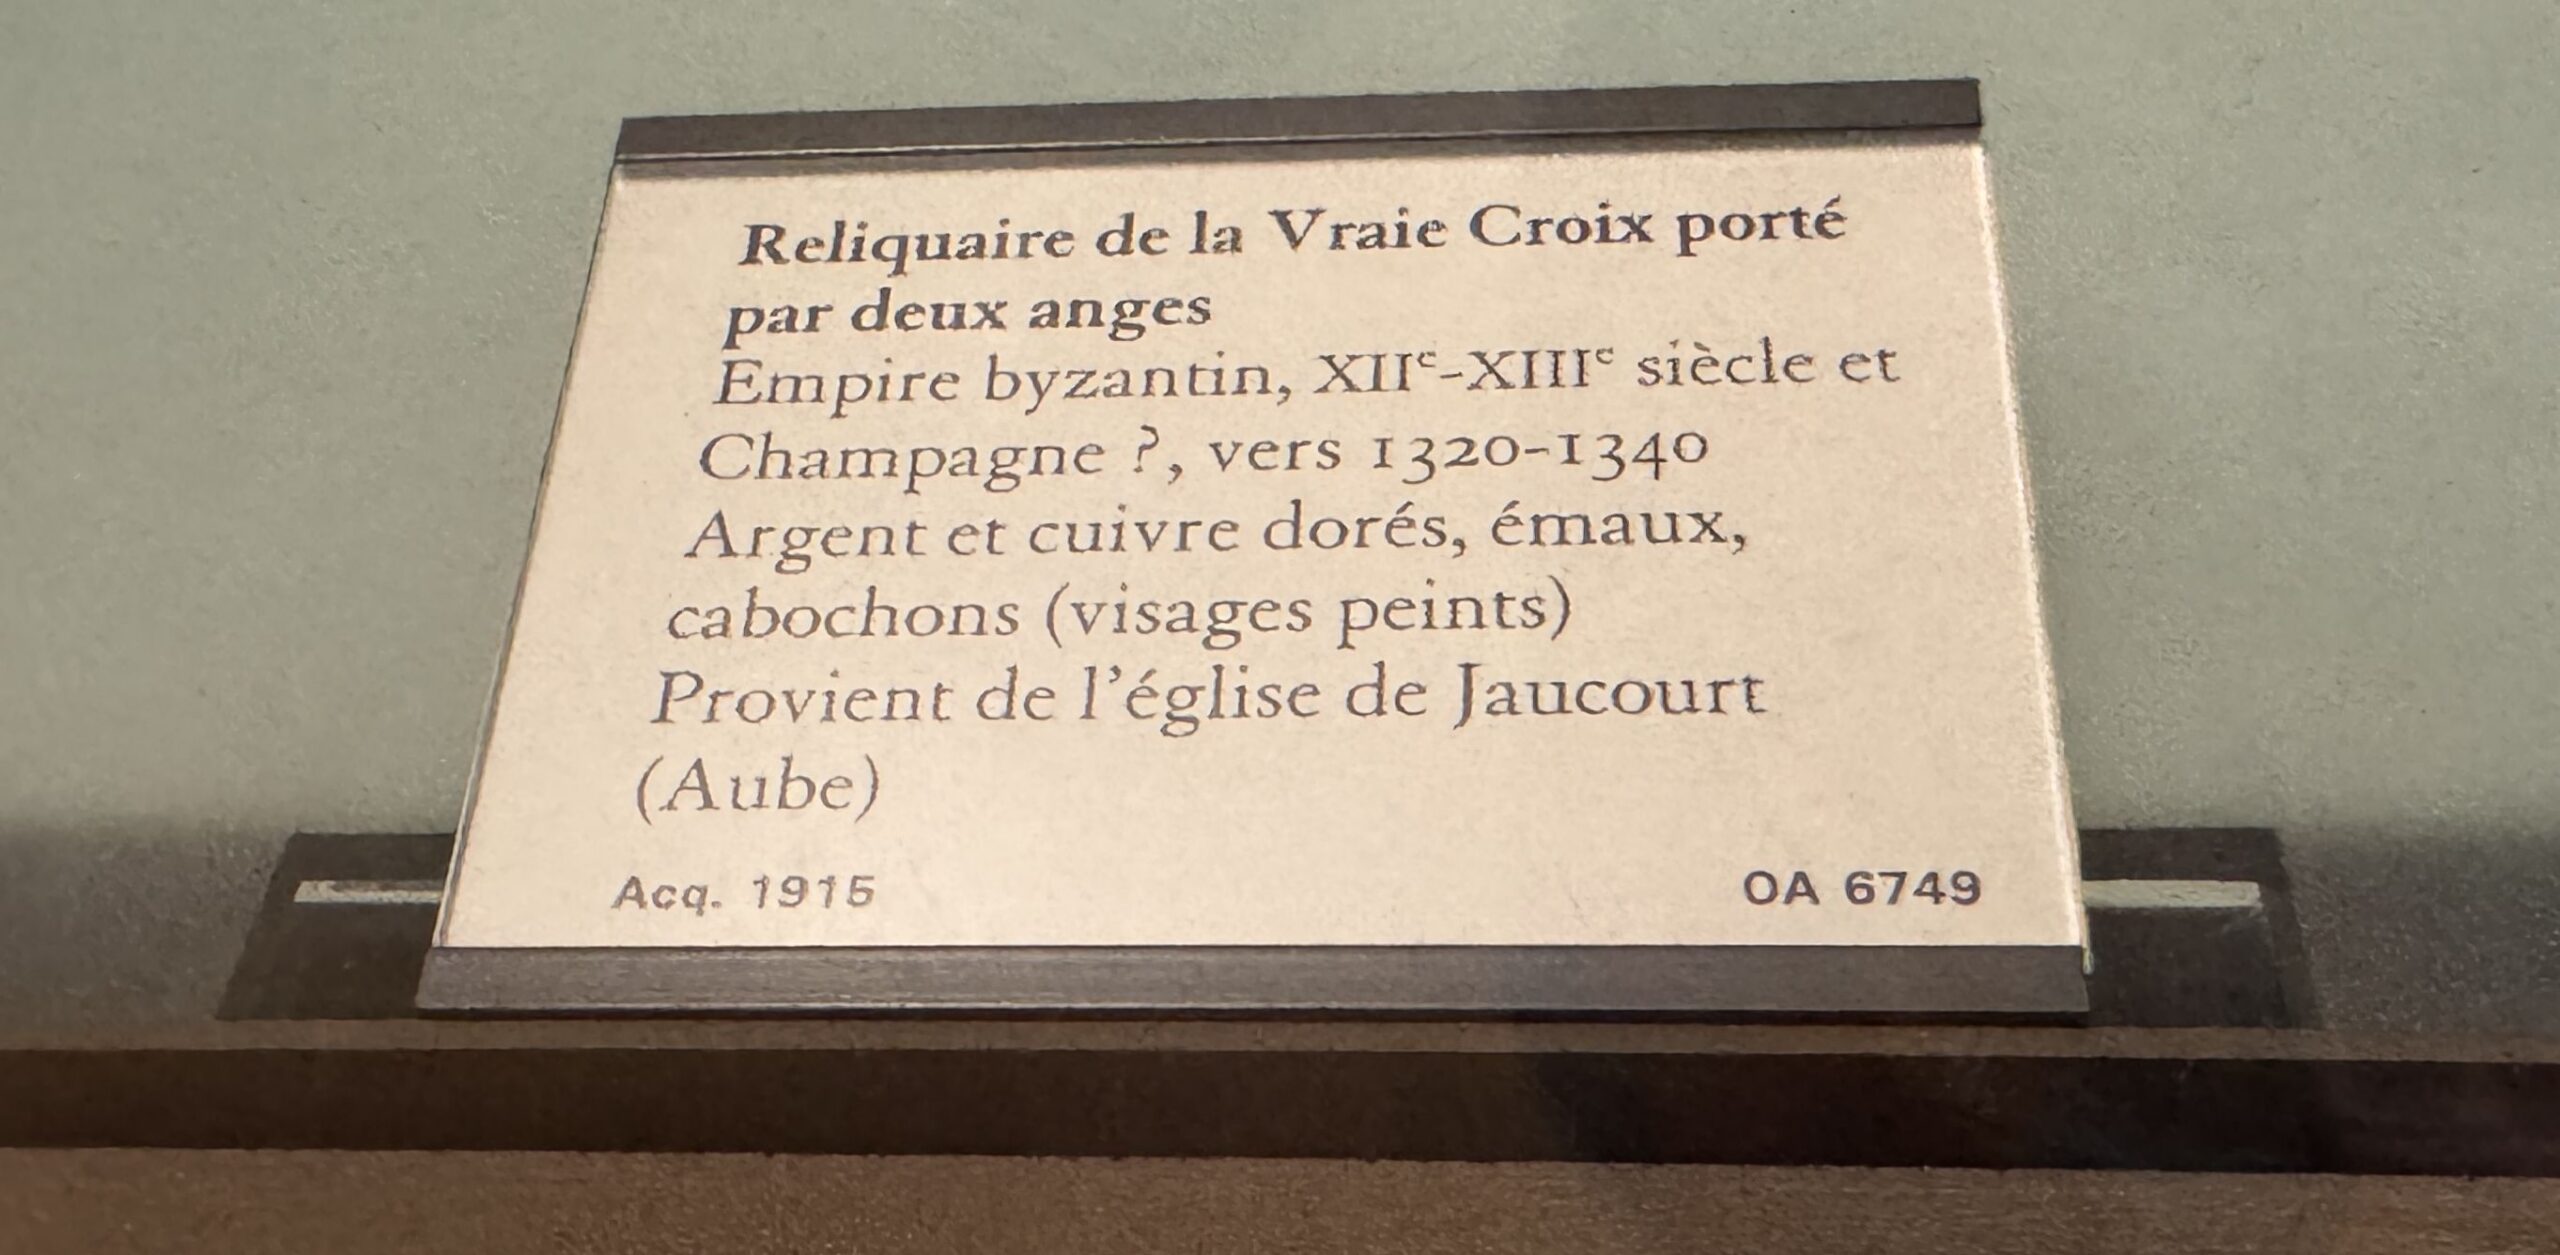 Reliquaire de la Vraie Croix porté
par deux anges
Empire byzantin, XIIe-XIIIe siècle et
Champagne ?, vers 1320-1340
Argent et cuivre dorés, émaux,
cabochons (visages peints)
Provient de l'église de Jaucourt
(Aube)
Acq. 1915 OA 6749